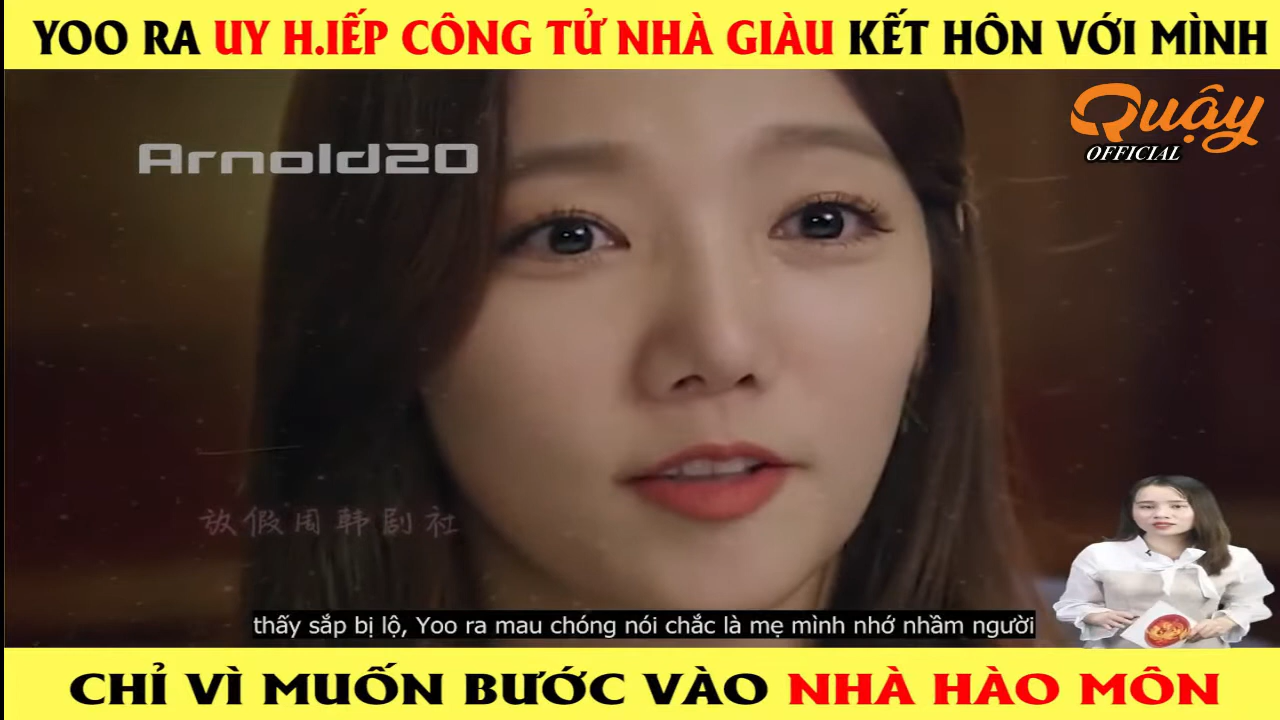 YOO RA UY H.IẾP CÔNG TỬ NHÀ GIÀU KẾT HÔN VỚI MÌNH
Quậy
OFFICIAL
Arnold20
放假周韩剧社
thấy sắp bị lộ, Yoo ra mau chóng nói chắc là mẹ mình nhớ nhầm người
CHỈ VÌ MUỐN BƯỚC VÀO NHÀ HÀO MÔN